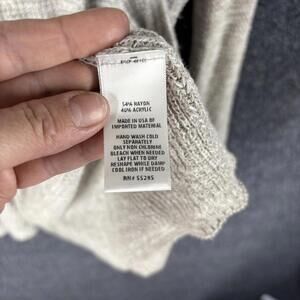 54% RAYON
46% ACRYLIC
MADE IN USA OF
IMPORTED MATERIAL
HAND WASH COLD
SEPARATELY
ONLY NON CHLORINE
BLEACH WHEN NEEDED
LAY FLAT TO DRY
RESHAPE WHILE DAMP
COOL IRON IF NEEDED
RN# 55285